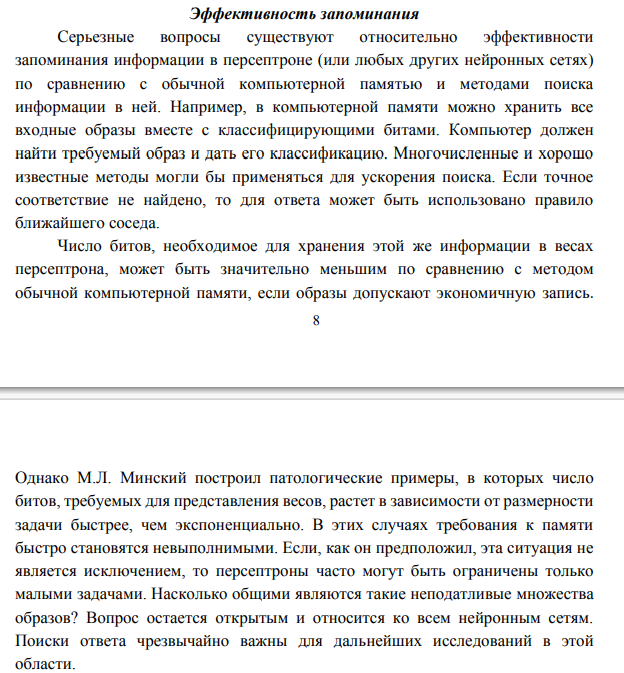 Эффективность запоминания
Серьезные вопросы существуют относительно эффективности
запоминания информации в персептроне (или любых других нейронных сетях)
по сравнению с обычной компьютерной памятью и методами поиска
информации в ней. Например, в компьютерной памяти можно хранить все
входные образы вместе с классифицирующими битами. Компьютер должен
найти требуемый образ и дать его классификацию. Многочисленные и хорошо
известные методы могли бы применяться для ускорения поиска. Если точное
соответствие не найдено, то для ответа может быть использовано правило
ближайшего соседа.
Число битов, необходимое для хранения этой же информации в весах
персептрона, может быть значительно меньшим по сравнению с методом
обычной компьютерной памяти, если образы допускают экономичную запись.
8
Однако М.Л. Минский построил патологические примеры, в которых число
битов, требуемых для представления весов, растет в зависимости от размерности
задачи быстрее, чем экспоненциально. В этих случаях требования к памяти
быстро становятся невыполнимыми. Если, как он предположил, эта ситуация не
является исключением, то персептроны часто могут быть ограничены только
малыми задачами. Насколько общими являются такие неподатливые множества
образов? Вопрос остается открытым и относится ко всем нейронным сетям.
Поиски ответа чрезвычайно важны для дальнейших исследований в этой
области.